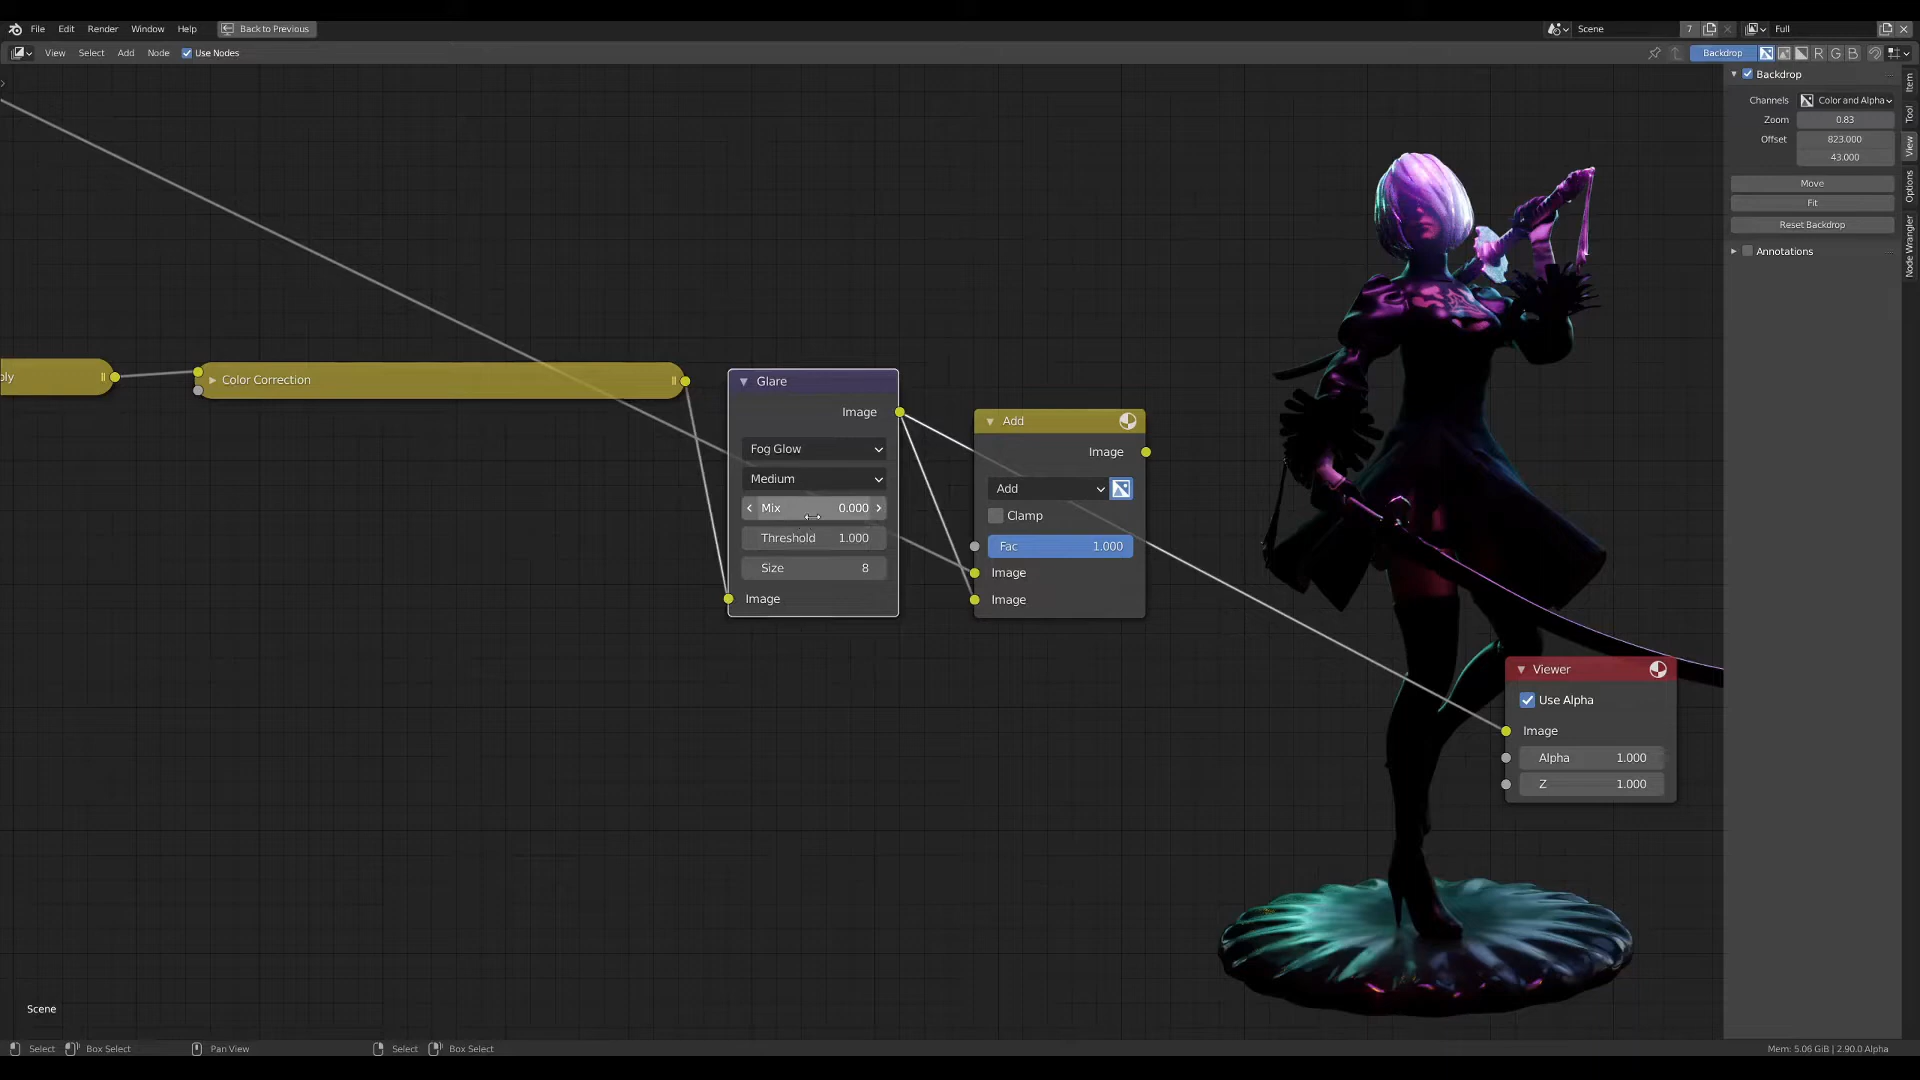 File Edit Render Window Help Back to Previous Scene 7 Full
View Select Add Node Use Nodes Backdrop R G B
Backdrop
Channels Color and Alpha
Zoom 0.83
Offset 823.000
43.000
Move
Fit
Reset Backdrop
Annotations
Item
Tool
View
Options
Node Wrangler
ply
Color Correction
Glare
Image
Fog Glow
Medium
Mix 0.000
Threshold 1.000
Size 8
Image
Add
Image
Add
Clamp
Fac 1.000
Image
Image
Viewer
Use Alpha
Image
Alpha 1.000
Z 1.000
Scene
Select Box Select Pan View Select Box Select Mem: 5.06 GiB | 2.90.0 Alpha